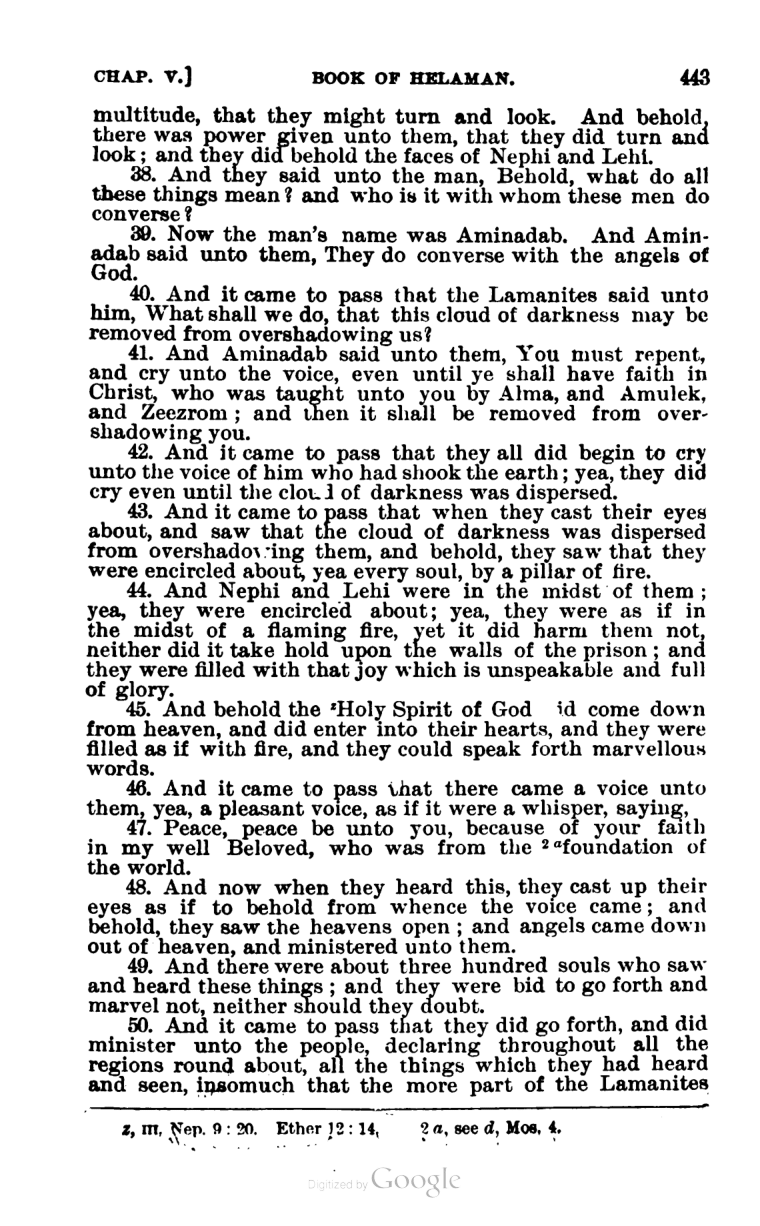 CHAP. V.] BOOK OF HELAMAN. 443
multitude, that they might turn and look. And behold,
there was power given unto them, that they did turn and
look; and they did behold the faces of Nephi and Lehi.
38. And they said unto the man, Behold, what do all
these things mean? and who is it with whom these men do
converse?
39. Now the man's name was Aminadab. And Amin-
adab said unto them, They do converse with the angels of
God.
40. And it came to pass that the Lamanites said unto
him, What shall we do, that this cloud of darkness may be
removed from overshadowing us?
41. And Aminadab said unto them, You must repent,
and cry unto the voice, even until ye shall have faith in
Christ, who was taught unto you by Alma, and Amulek,
and Zeezrom; and then it shall be removed from over-
shadowing you.
42. And it came to pass that they all did begin to cry
unto the voice of him who had shook the earth; yea, they did
cry even until the cloud of darkness was dispersed.
43. And it came to pass that when they cast their eyes
about, and saw that the cloud of darkness was dispersed
from overshadowing them, and behold, they saw that they
were encircled about, yea every soul, by a pillar of fire.
44. And Nephi and Lehi were in the midst of them;
yea, they were encircled about; yea, they were as if in
the midst of a flaming fire, yet it did harm them not,
neither did it take hold upon the walls of the prison; and
they were filled with that joy which is unspeakable and full
of glory.
45. And behold the zHoly Spirit of God id come down
from heaven, and did enter into their hearts, and they were
filled as if with fire, and they could speak forth marvellous
words.
46. And it came to pass that there came a voice unto
them, yea, a pleasant voice, as if it were a whisper, saying,
47. Peace, peace be unto you, because of your faith
in my well Beloved, who was from the 2 afoundation of
the world.
48. And now when they heard this, they cast up their
eyes as if to behold from whence the voice came; and
behold, they saw the heavens open; and angels came down
out of heaven, and ministered unto them.
49. And there were about three hundred souls who saw
and heard these things; and they were bid to go forth and
marvel not, neither should they doubt.
50. And it came to pass that they did go forth, and did
minister unto the people, declaring throughout all the
regions round about, all the things which they had heard
and seen, insomuch that the more part of the Lamanites
z, III, Nep. 9: 20. Ether 12: 14, 2 a, see d, Mos. 4.
Digitized by Google